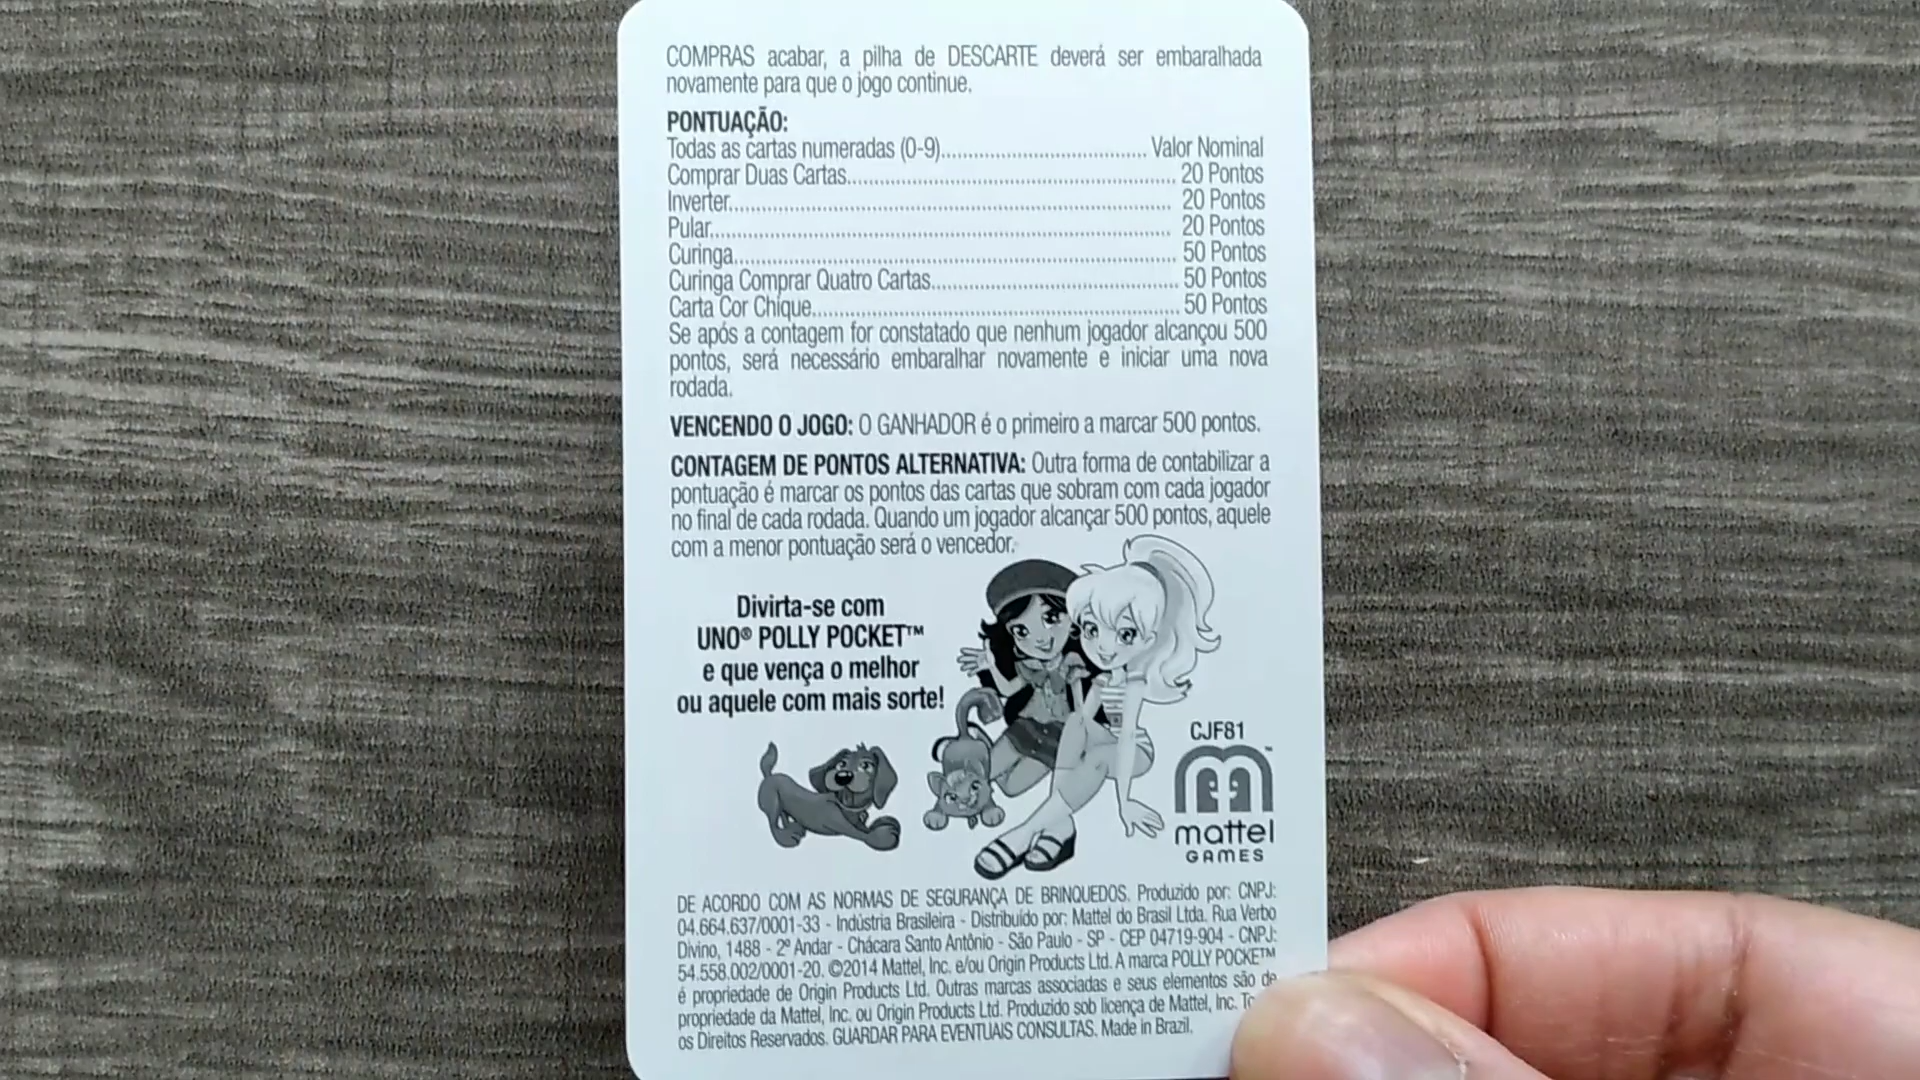 COMPRAS acabar, a pilha de DESCARTE deverá ser embaralhada
novamente para que o jogo continue.
PONTUAÇÃO:
Todas as cartas numeradas (0-9)........................................ Valor Nominal
Comprar Duas Cartas......................................................... 20 Pontos
Inverter............................................................................ 20 Pontos
Pular............................................................................... 20 Pontos
Curinga............................................................................ 50 Pontos
Curinga Comprar Quatro Cartas.......................................... 50 Pontos
Carta Cor Chique.............................................................. 50 Pontos
Se após a contagem for constatado que nenhum jogador alcançou 500
pontos, será necessário embaralhar novamente e iniciar uma nova
rodada.
VENCENDO O JOGO: O GANHADOR é o primeiro a marcar 500 pontos.
CONTAGEM DE PONTOS ALTERNATIVA: Outra forma de contabilizar a
pontuação é marcar os pontos das cartas que sobram com cada jogador
no final de cada rodada. Quando um jogador alcançar 500 pontos, aquele
com a menor pontuação será o vencedor.
Divirta-se com
UNO® POLLY POCKET™
e que vença o melhor
ou aquele com mais sorte!
CJF81
mattel
GAMES
DE ACORDO COM AS NORMAS DE SEGURANÇA DE BRINQUEDOS. Produzido por: CNPJ:
04.664.637/0001-33 - Indústria Brasileira - Distribuído por: Mattel do Brasil Ltda. Rua Verbo
Divino, 1488 - 2º Andar - Chácara Santo Antônio - São Paulo - SP - CEP 04719-904 - CNPJ:
54.558.002/0001-20. ©2014 Mattel, Inc. e/ou Origin Products Ltd. A marca POLLY POCKET™
é propriedade de Origin Products Ltd. Outras marcas associadas e seus elementos são de
propriedade da Mattel, Inc. ou Origin Products Ltd. Produzido sob licença de Mattel, Inc.
os Direitos Reservados. GUARDAR PARA EVENTUAIS CONSULTAS. Made in Brazil.